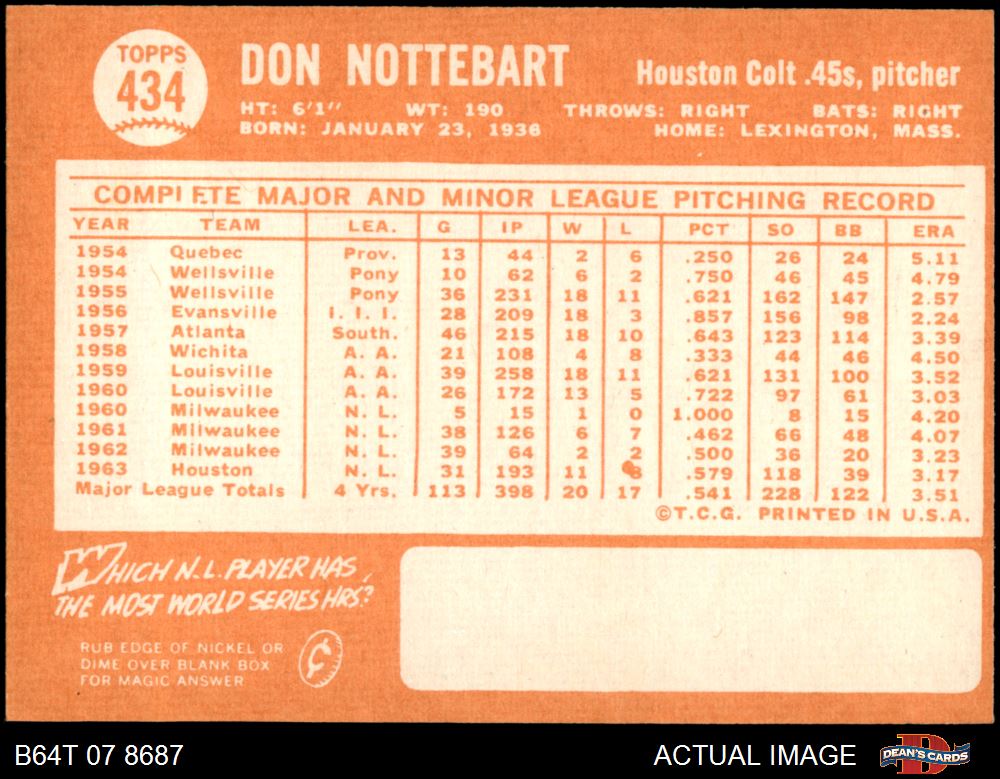 TOPPS
434
DON NOTTEBART
Houston Colt .45s, pitcher
HT: 6'1" WT: 190 THROWS: RIGHT BATS: RIGHT
BORN: JANUARY 23, 1936 HOME: LEXINGTON, MASS.
COMPLETE MAJOR AND MINOR LEAGUE PITCHING RECORD
YEAR TEAM LEA. G IP W L PCT SO BB ERA
1954 Quebec Prov. 13 44 2 6 .250 26 24 5.11
1954 Wellsville Pony 10 62 6 2 .750 46 45 4.79
1955 Wellsville Pony 36 231 18 11 .621 162 147 2.57
1956 Evansville I. I. I. 28 209 18 3 .857 156 98 2.24
1957 Atlanta South. 46 215 18 10 .643 123 114 3.39
1958 Wichita A. A. 21 108 4 8 .333 44 46 4.50
1959 Louisville A. A. 39 258 18 11 .621 131 100 3.52
1960 Louisville A. A. 26 172 13 5 .722 97 61 3.03
1960 Milwaukee N. L. 5 15 1 0 1.000 8 15 4.20
1961 Milwaukee N. L. 38 126 6 7 .462 66 48 4.07
1962 Milwaukee N. L. 39 64 2 2 .500 36 20 3.23
1963 Houston N. L. 31 193 11 8 .579 118 39 3.17
Major League Totals 4 Yrs. 113 398 20 17 .541 228 122 3.51
©T.C.G. PRINTED IN U.S.A.
WHICH N.L. PLAYER HAS
THE MOST WORLD SERIES HRS?
RUB EDGE OF NICKEL OR
DIME OVER BLANK BOX
FOR MAGIC ANSWER
¢
B64T 07 8687 ACTUAL IMAGE
D
DEAN'S CARDS